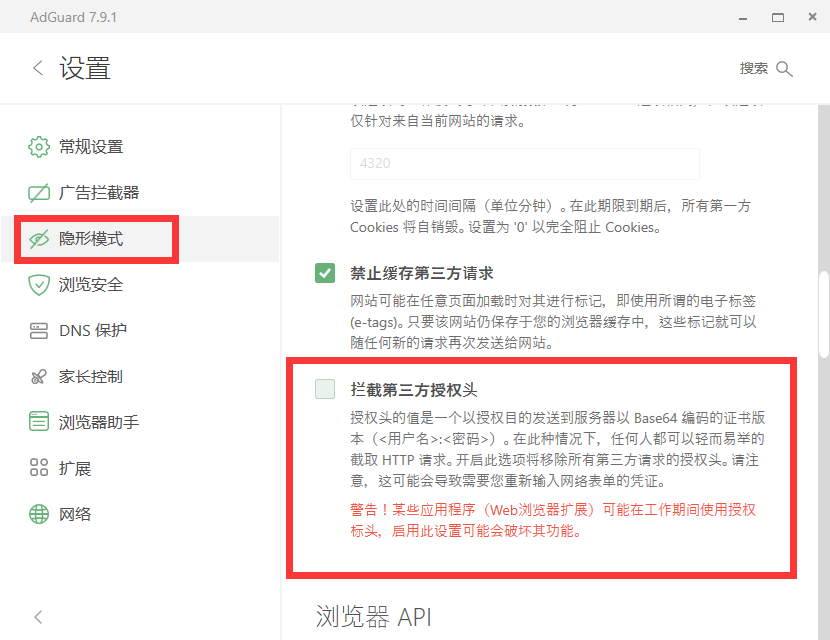 AdGuard 7.9.1
设置
搜索
常规设置
广告拦截器
隐形模式
浏览安全
DNS 保护
家长控制
浏览器助手
扩展
网络
仅针对来自当前网站的请求。
4320
设置此处的时间间隔（单位分钟）。在此期限到期后，所有第一方
Cookies 将自销毁。设置为 '0' 以完全阻止 Cookies。
禁止缓存第三方请求
网站可能在任意页面加载时对其进行标记，即使用所谓的电子标签
(e-tags)。只要该网站仍保存于您的浏览器缓存中，这些标记就可以
随任何新的请求再次发送给网站。
拦截第三方授权头
授权头的值是一个以授权目的发送到服务器以 Base64 编码的证书版
本（<用户名>:<密码>）。在此种情况下，任何人都可以轻而易举的
截取 HTTP 请求。开启此选项将移除所有第三方请求的授权头。请注
意，这可能会导致需要您重新输入网络表单的凭证。
警告！某些应用程序（Web浏览器扩展）可能在工作期间使用授权
标头，启用此设置可能会破坏其功能。
浏览器 API